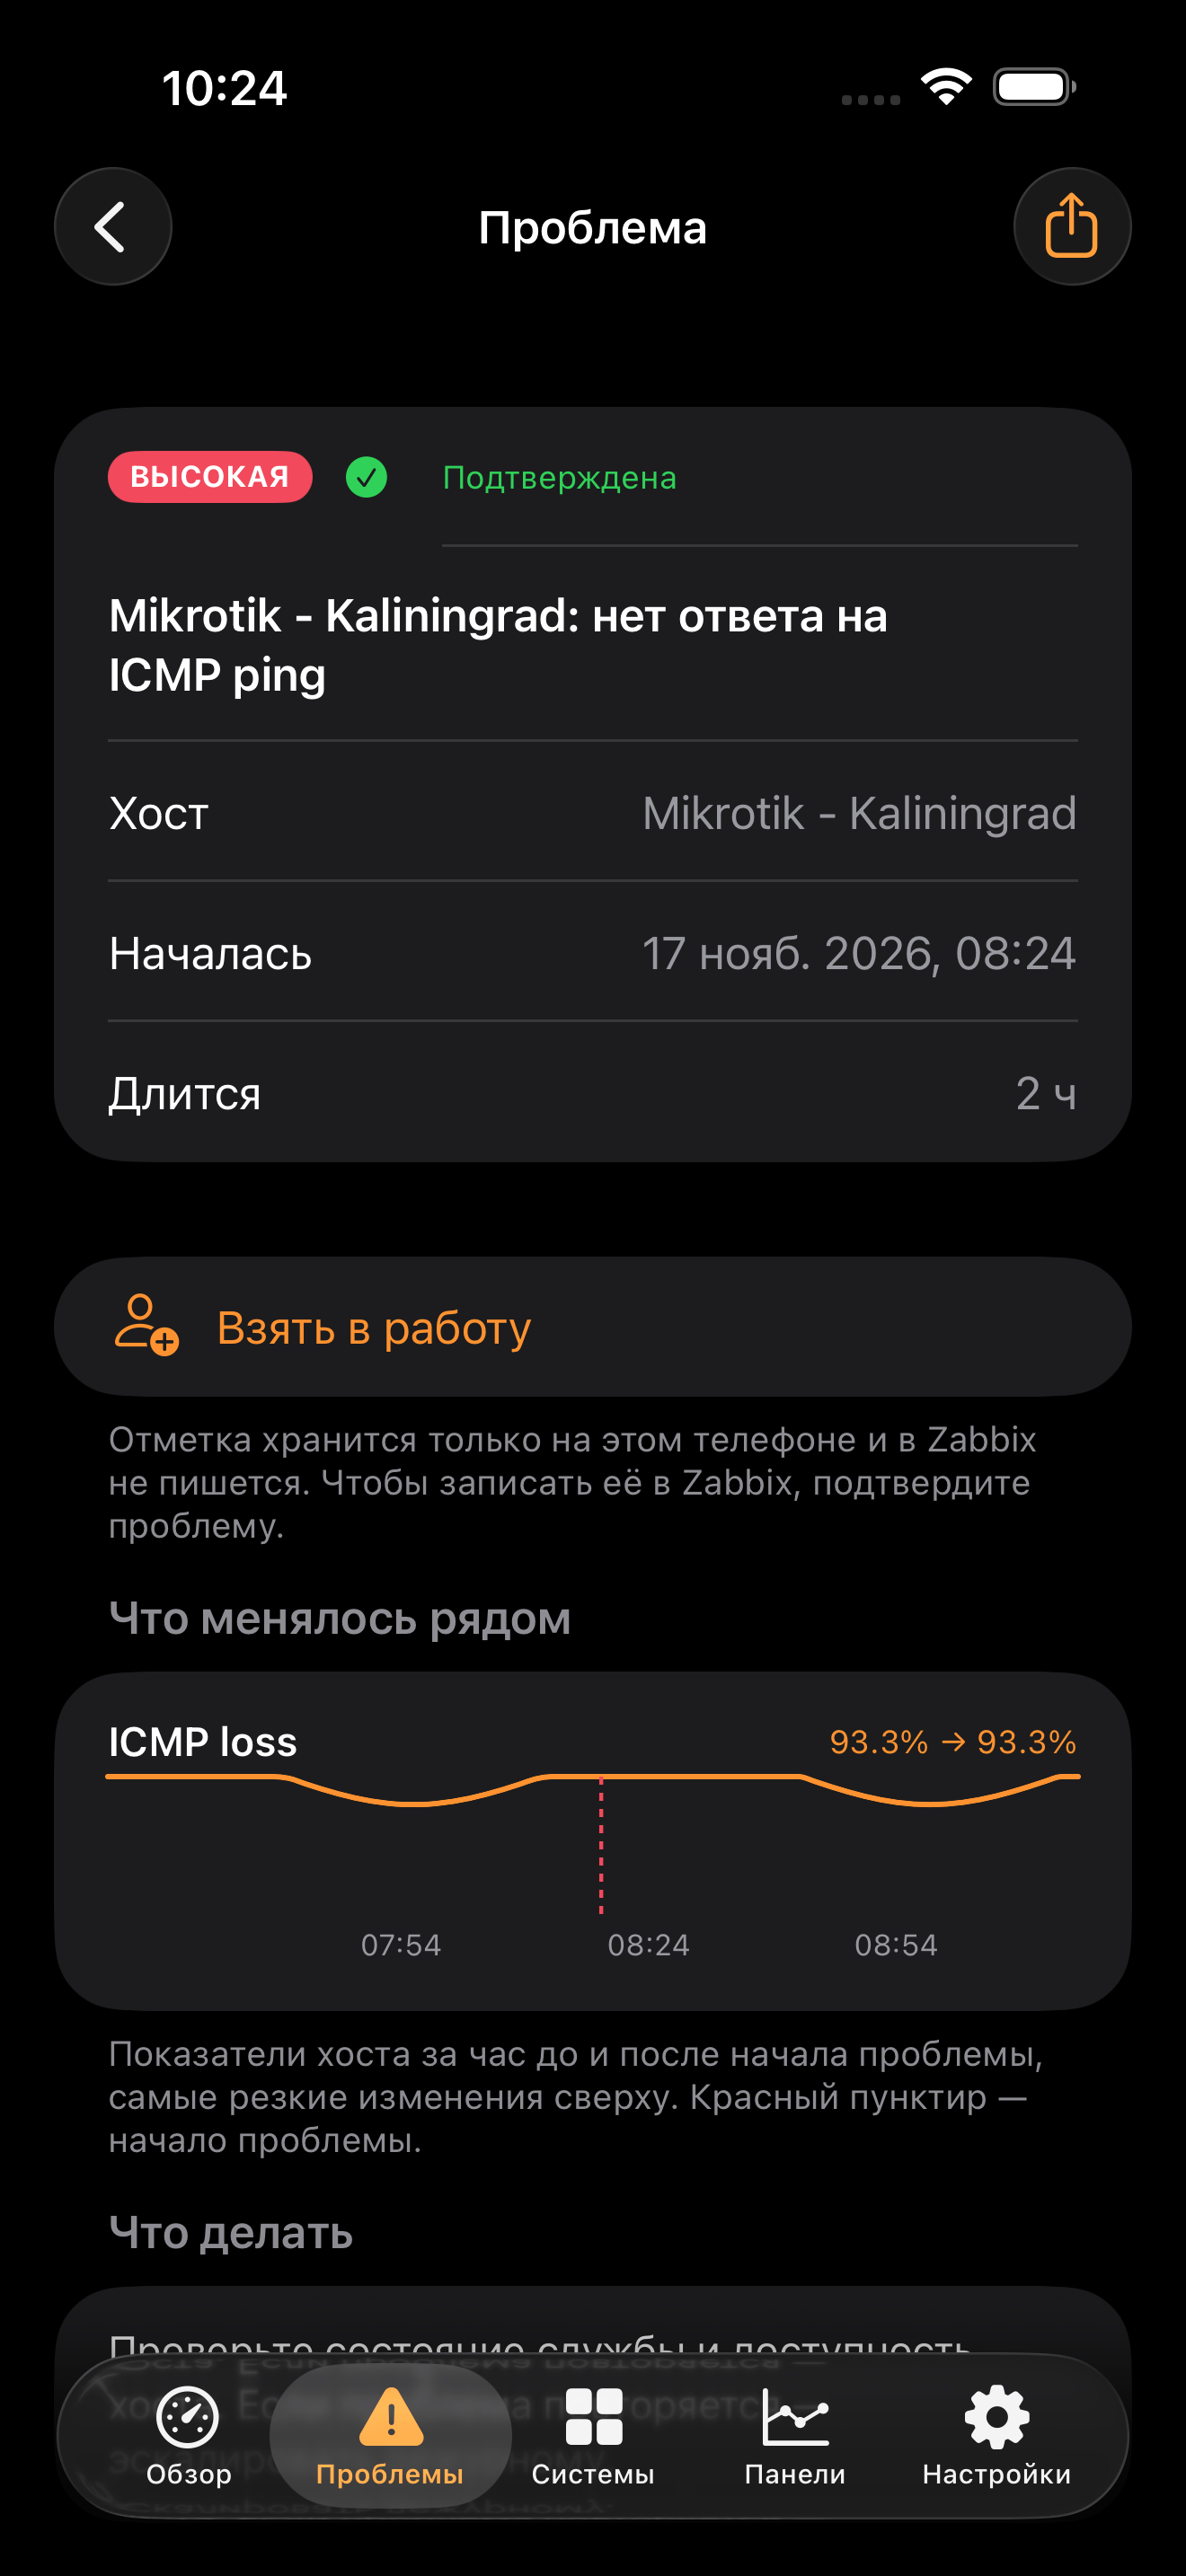 10:24
Проблема
ВЫСОКАЯ
Подтверждена
Mikrotik - Kaliningrad: нет ответа на
ICMP ping
Хост Mikrotik - Kaliningrad
Началась 17 нояб. 2026, 08:24
Длится 2 ч
Взять в работу
Отметка хранится только на этом телефоне и в Zabbix
не пишется. Чтобы записать её в Zabbix, подтвердите
проблему.
Что менялось рядом
ICMP loss 93.3% → 93.3%
07:54 08:24 08:54
Показатели хоста за час до и после начала проблемы,
самые резкие изменения сверху. Красный пунктир —
начало проблемы.
Что делать
Проверьте состояние службы и доступность
Обзор Проблемы Системы Панели Настройки